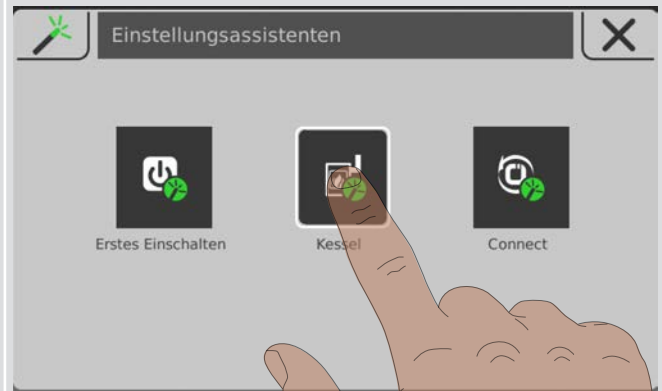 Einstellungsassistenten
Erstes Einschalten
Kessel
Connect